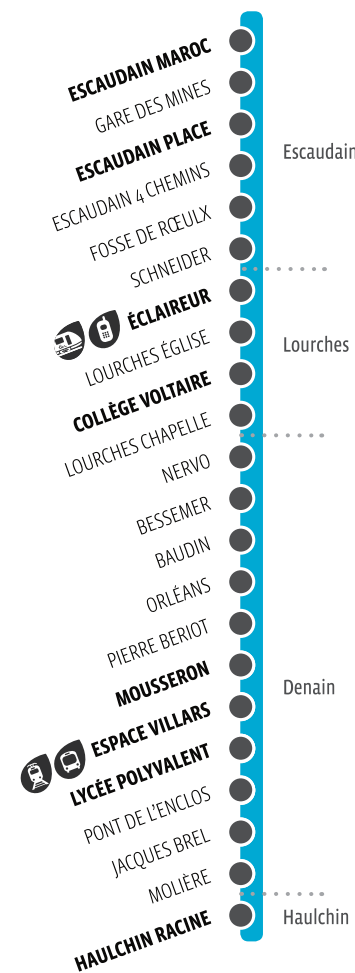 ESCAUDAIN MAROC
GARE DES MINES
ESCAUDAIN PLACE
Escaudain
ESCAUDAIN 4 CHEMINS
FOSSE DE RŒULX
SCHNEIDER
ÉCLAIREUR
LOURCHES ÉGLISE
Lourches
COLLÈGE VOLTAIRE
LOURCHES CHAPELLE
NERVO
BESSEMER
BAUDIN
ORLÉANS
PIERRE BERIOT
MOUSSERON
Denain
ESPACE VILLARS
LYCÉE POLYVALENT
PONT DE L'ENCLOS
JACQUES BREL
MOLIÈRE
HAULCHIN RACINE
Haulchin